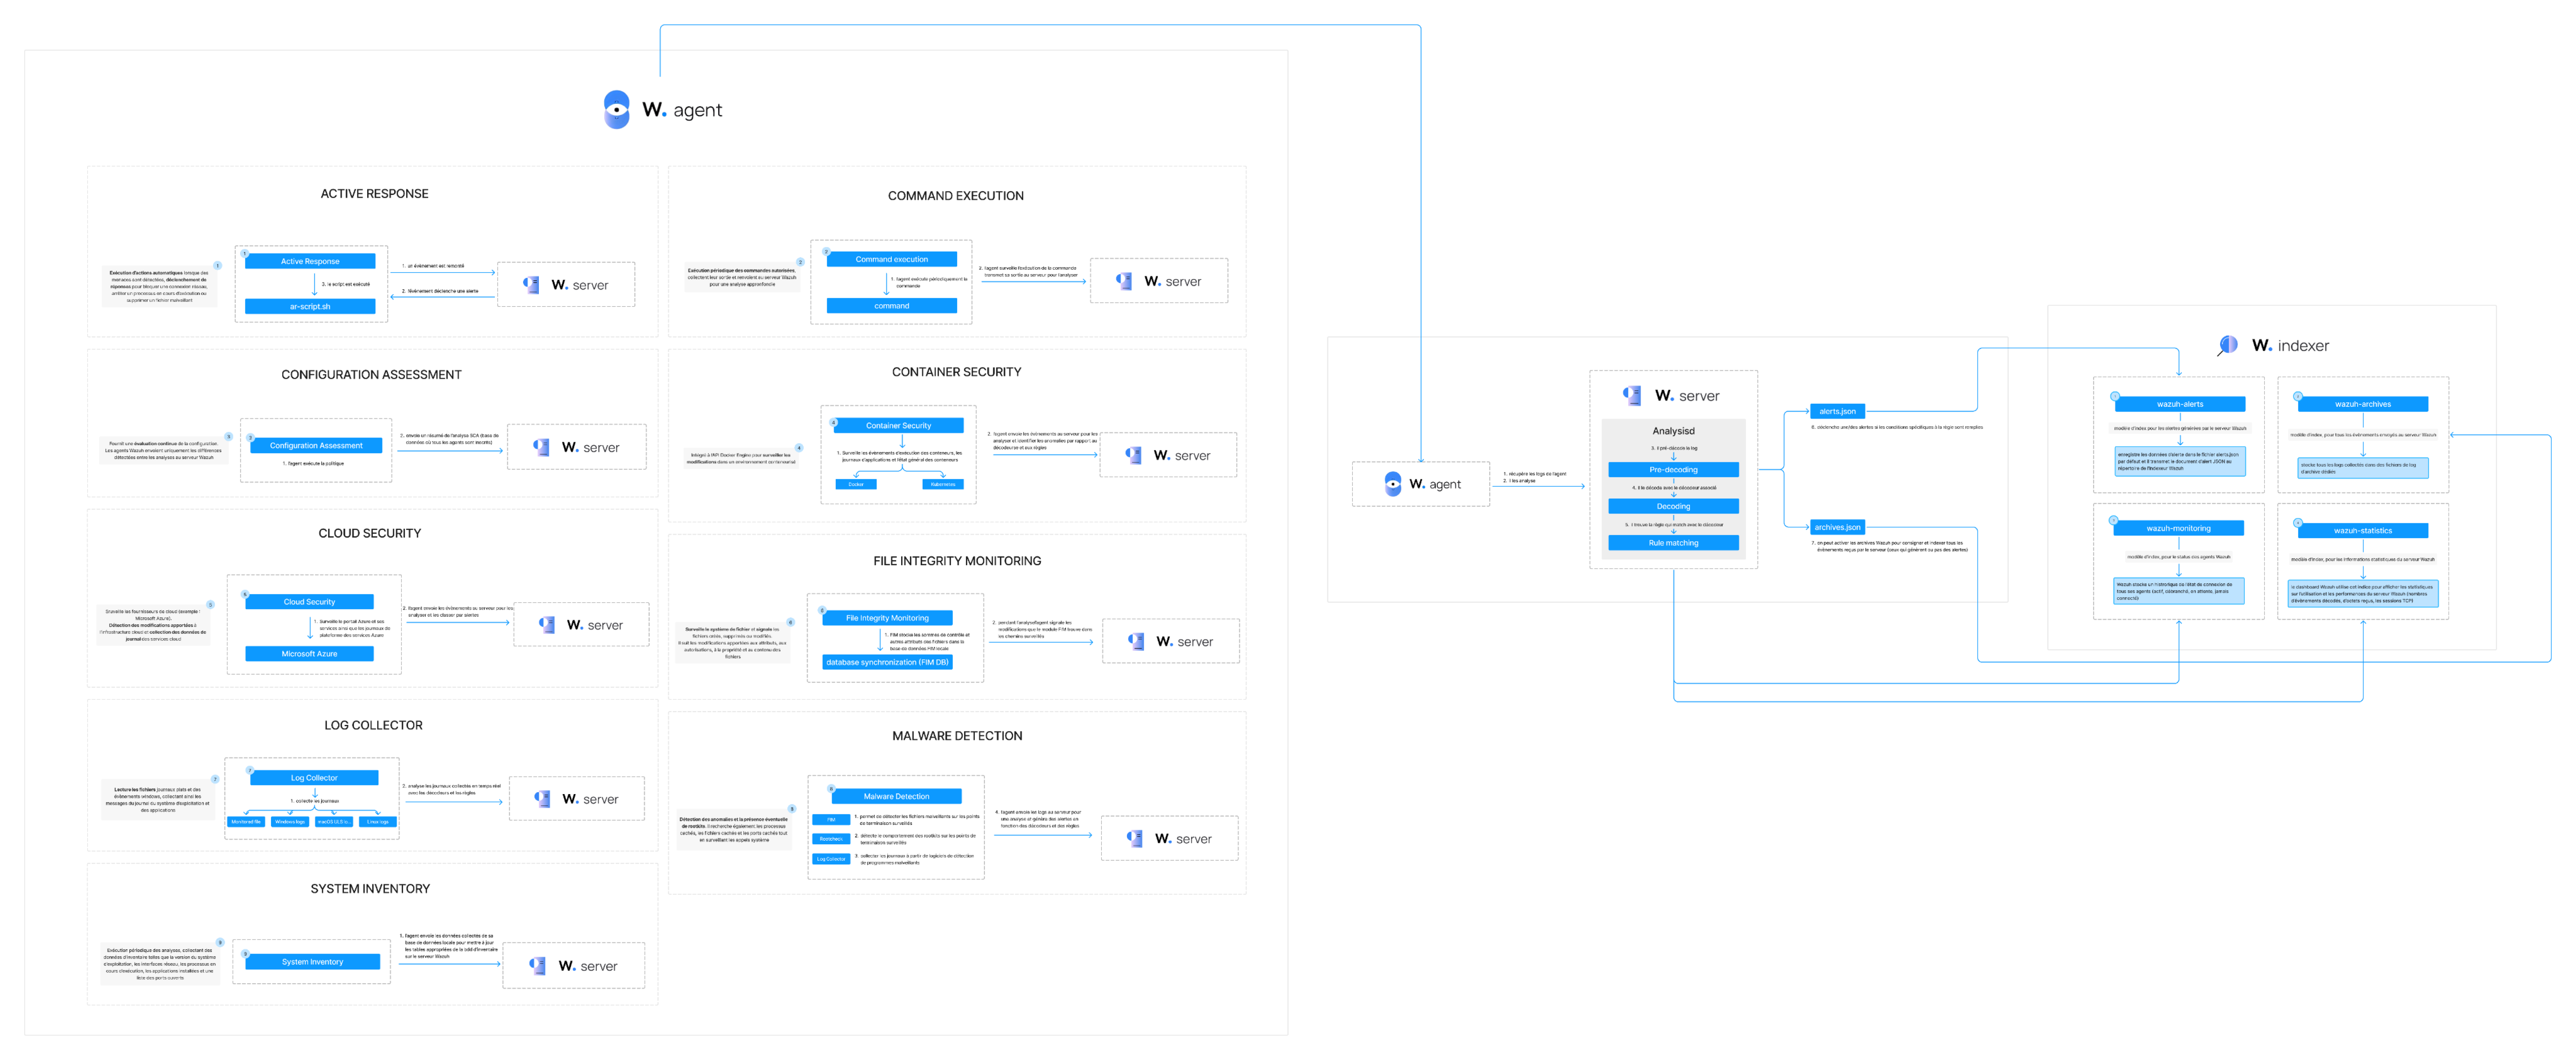 W. agent
ACTIVE RESPONSE
1
Exécution d'actions automatiques lorsque des
menaces sont détectées, déclenchement de
réponses pour bloquer une connexion réseau,
arrêter un processus en cours d'exécution ou
supprimer un fichier malveillant
1
Active Response
3. le script est exécuté
ar-script.sh
1. un événement est remonté
2. l'événement déclenche une alerte
W. server
COMMAND EXECUTION
2
Exécution périodique des commandes autorisées,
collectent leur sortie et renvoient au serveur Wazuh
pour une analyse approfondie
Command execution
1. l'agent exécute périodiquement la
commande
command
2. l'agent surveille l'exécution de la commande
transmet sa sortie au serveur pour l'analyser
W. server
CONFIGURATION ASSESSMENT
3
Fournit une évaluation continue de la configuration
Les agents Wazuh envoient uniquement les différences
détectées entre les analyses au serveur Wazuh
3
Configuration Assessment
1. l'agent exécute la politique
2. envoie un résumé de l'analyse SCA (base de
données où tous les agents sont inscrits)
W. server
CONTAINER SECURITY
4
Intégré à l'API Docker Engine pour surveiller les
modifications dans un environnement conteneurisé
4
Container Security
1. Surveille les événements d'exécution des conteneurs, les
journaux d'applications et l'état général des conteneurs
Docker
Kubernetes
2. l'agent envoie les événements au serveur pour les
analyser et identifier les anomalies par rapport au
décodeurs et aux règles
W. server
CLOUD SECURITY
Surveille les fournisseurs de cloud (exemple :
Microsoft Azure).
Détection des modifications apportées à
l'infrastructure cloud et collection des données de
journal des services cloud
5
Cloud Security
1. Surveille le portail Azure et ses
services ainsi que les journaux de
plateforme des services Azure
Microsoft Azure
2. l'agent envoie les événements au serveur pour les
analyser et les classer par alertes
W. server
FILE INTEGRITY MONITORING
6
Surveille le système de fichier et signale les
fichiers créés, supprimés ou modifiés.
Il suit les modifications apportées aux attributs, aux
autorisations, à la propriété et au contenu des
fichiers.
File Integrity Monitoring
1. FIM stocke les sommes de contrôle et
autres attributs des fichiers dans la
base de données FIM locale
database synchronization (FIM DB)
2. pendant l'analyse l'agent signale les
modifications que le module FIM trouve dans
les chemins surveillés
W. server
LOG COLLECTOR
7
Lecture les fichiers journaux plats et des
événements windows, collectant ainsi les
messages du journal du système d'exploitation et
des applications
7
Log Collector
1. collecte les journaux
Monitored file
Windows logs
macOS ULS o...
Linux logs
2. analyse les journaux collectés en temps réel
avec les décodeurs et les règles
W. server
MALWARE DETECTION
8
Détection des anomalies et la présence éventuelle
de rootkits. Il recherche également les processus
cachés, les fichiers cachés et les ports cachés tout
en surveillant les appels système
Malware Detection
FIM
1. permet de détecter les fichiers malveillants sur les points
de terminaison surveillés
Rootcheck
2. détecte le comportement des rootkits sur les points de
terminaison surveillés
Log Collector
3. collecter les journaux à partir de logiciels de détection
de programmes malveillants
4. l'agent envoie les logs au serveur pour
une analyse et génère des alertes en
fonction des décodeurs et des règles
W. server
SYSTEM INVENTORY
Exécution périodique des analyses, collectant des
données d'inventaire telles que la version du système
d'exploitation, les interfaces réseau, les processus en
cours d'exécution, les applications installées et une
liste des ports ouverts
System Inventory
1. l'agent envoie les données collectés de sa
base de données locale pour mettre à jour
les tables appropriées de la bdd d'inventaire
sur le serveur Wazuh
W. server
W. agent
1. récupère les logs de l'agent
2. il les analyse
W. server
Analysisd
3. il pré-décode le log
Pre-decoding
4. il le décode avec le décodeur associé
Decoding
5. il trouve la règle qui match avec le décodeur
Rule matching
alerts.json
6. déclenche une/des alertes si les conditions spécifiques à la règle sont remplies
archives.json
7. on peut activer les archives Wazuh pour consigner et indexer tous les
événements reçus par le serveur (ceux qui génèrent ou pas des alertes)
W. indexer
1
wazuh-alerts
modèle d'index pour les alertes générées par le serveur Wazuh
enregistre les données d'alerte dans le fichier alerts.json
par défaut et il transmet le document d'alert JSON au
répertoire de l'indexeur Wazuh
2
wazuh-archives
modèle d'index, pour tous les événements envoyés au serveur Wazuh
stocke tous les logs collectés dans des fichiers de log
d'archive dédiés
3
wazuh-monitoring
modèle d'index, pour le status des agents Wazuh
Wazuh stocke un historique de l'état de connexion de
tous ses agents (actif, débranché, en attente, jamais
connecté)
4
wazuh-statistics
modèle d'index, pour les informations statistiques du serveur Wazuh
le dashboard Wazuh utilise cet indice pour afficher les statistiques
sur l'utilisation et les performances du serveur Wazuh (nombres
d'événements décodés, d'octets reçus, les sessions TCP)